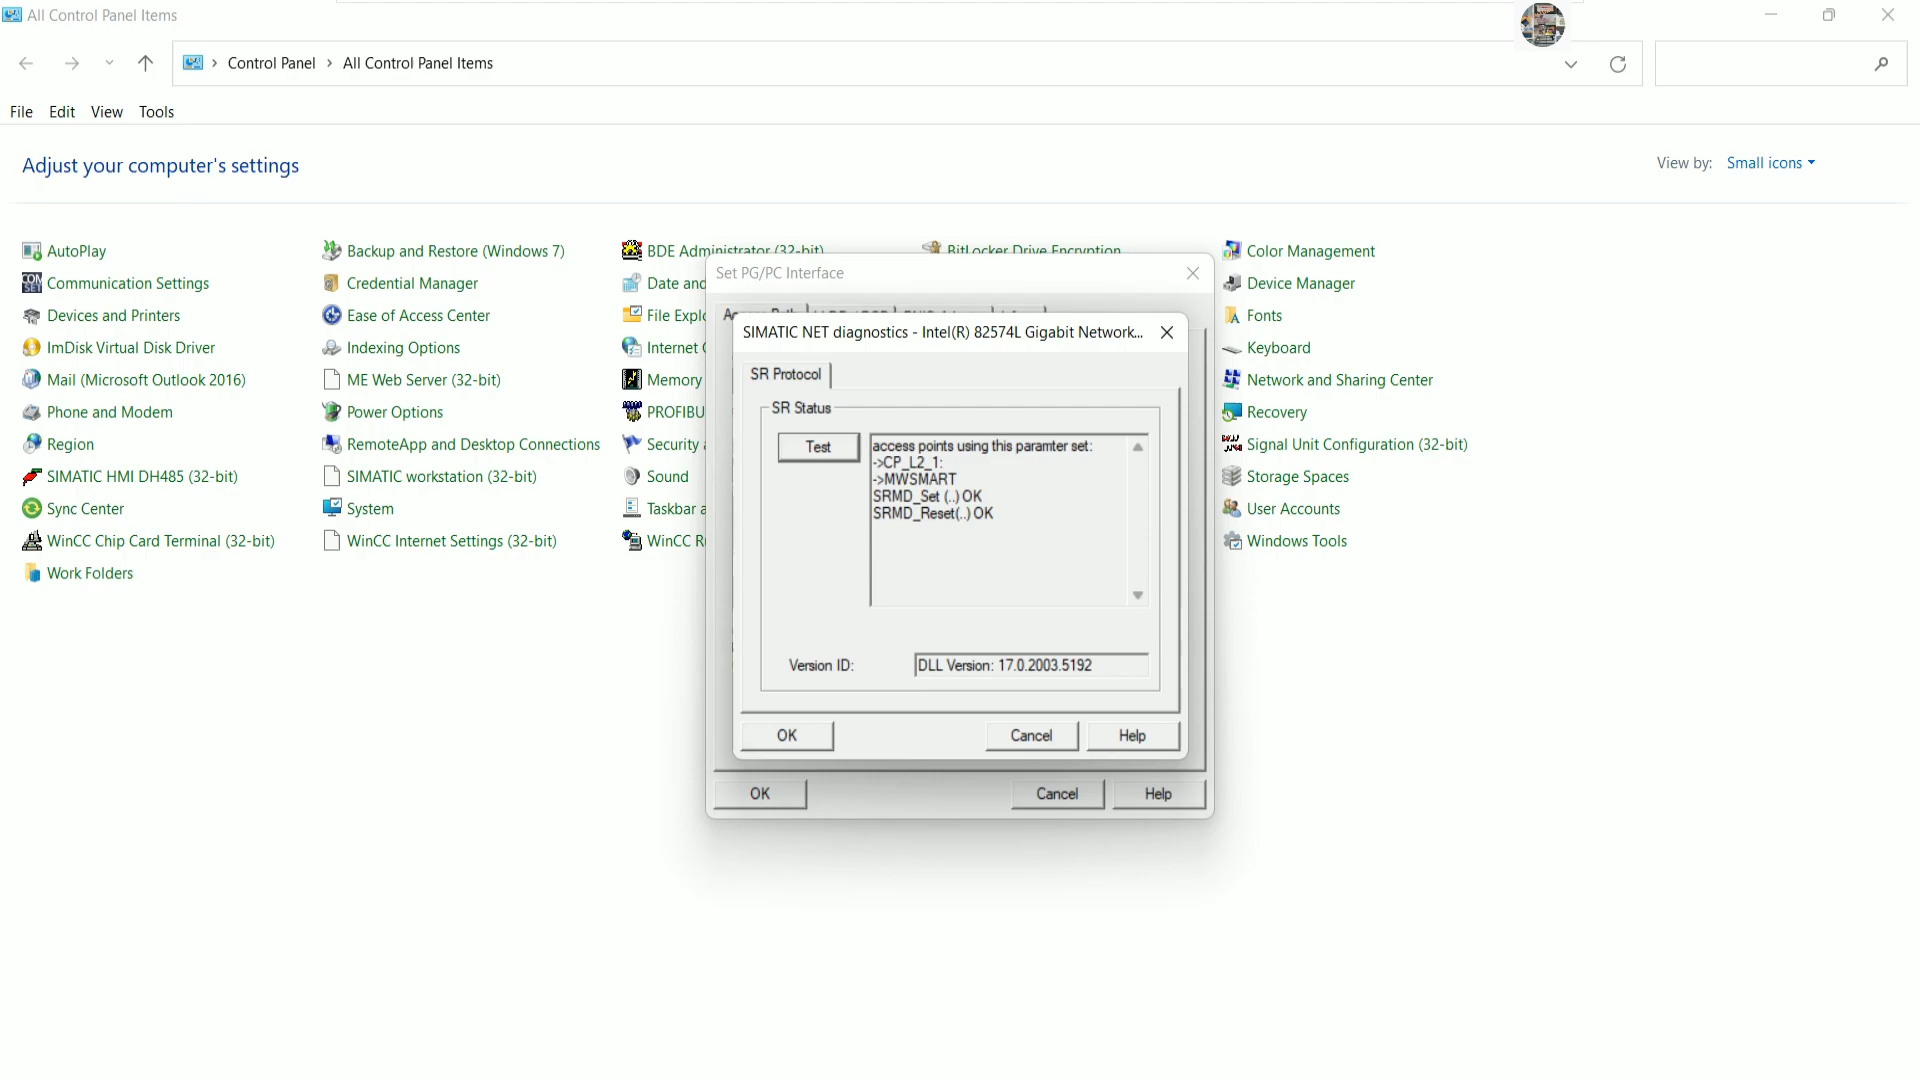 All Control Panel Items
Control Panel > All Control Panel Items
File Edit View Tools
Adjust your computer's settings
View by: Small icons
AutoPlay
Backup and Restore (Windows 7)
BDE Administrator (32-bit)
BitLocker Drive Encryption
Color Management
Communication Settings
Credential Manager
Date and
Device Manager
Devices and Printers
Ease of Access Center
File Explo
Fonts
ImDisk Virtual Disk Driver
Indexing Options
Internet
Keyboard
Mail (Microsoft Outlook 2016)
ME Web Server (32-bit)
Memory
Network and Sharing Center
Phone and Modem
Power Options
PROFIBU
Recovery
Region
RemoteApp and Desktop Connections
Security
Signal Unit Configuration (32-bit)
SIMATIC HMI DH485 (32-bit)
SIMATIC workstation (32-bit)
Sound
Storage Spaces
Sync Center
System
Taskbar a
User Accounts
WinCC Chip Card Terminal (32-bit)
WinCC Internet Settings (32-bit)
WinCC R
Windows Tools
Work Folders
Set PG/PC Interface
SIMATIC NET diagnostics - Intel(R) 82574L Gigabit Network...
SR Protocol
SR Status
Test
access points using this paramter set:
->CP_L2_1:
->MWSMART
SRMD_Set (..) OK
SRMD_Reset(..) OK
Version ID: DLL Version: 17.0.2003.5192
OK Cancel Help
OK Cancel Help